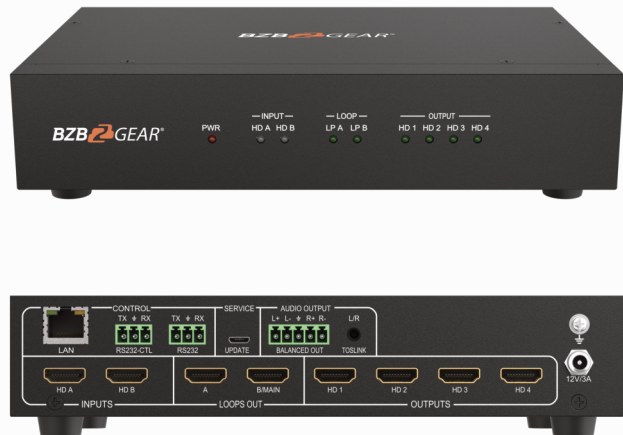 BZB GEAR®
INPUT LOOP OUTPUT
BZB GEAR® PWR HD A HD B LP A LP B HD 1 HD 2 HD 3 HD 4
CONTROL SERVICE AUDIO OUTPUT
TX RX TX RX L+ L- R+ R- L/R
LAN RS232-CTL RS232 UPDATE BALANCED OUT TOSLINK
12V/3A
HD A HD B A B/MAIN HD 1 HD 2 HD 3 HD 4
INPUTS LOOPS OUT OUTPUTS